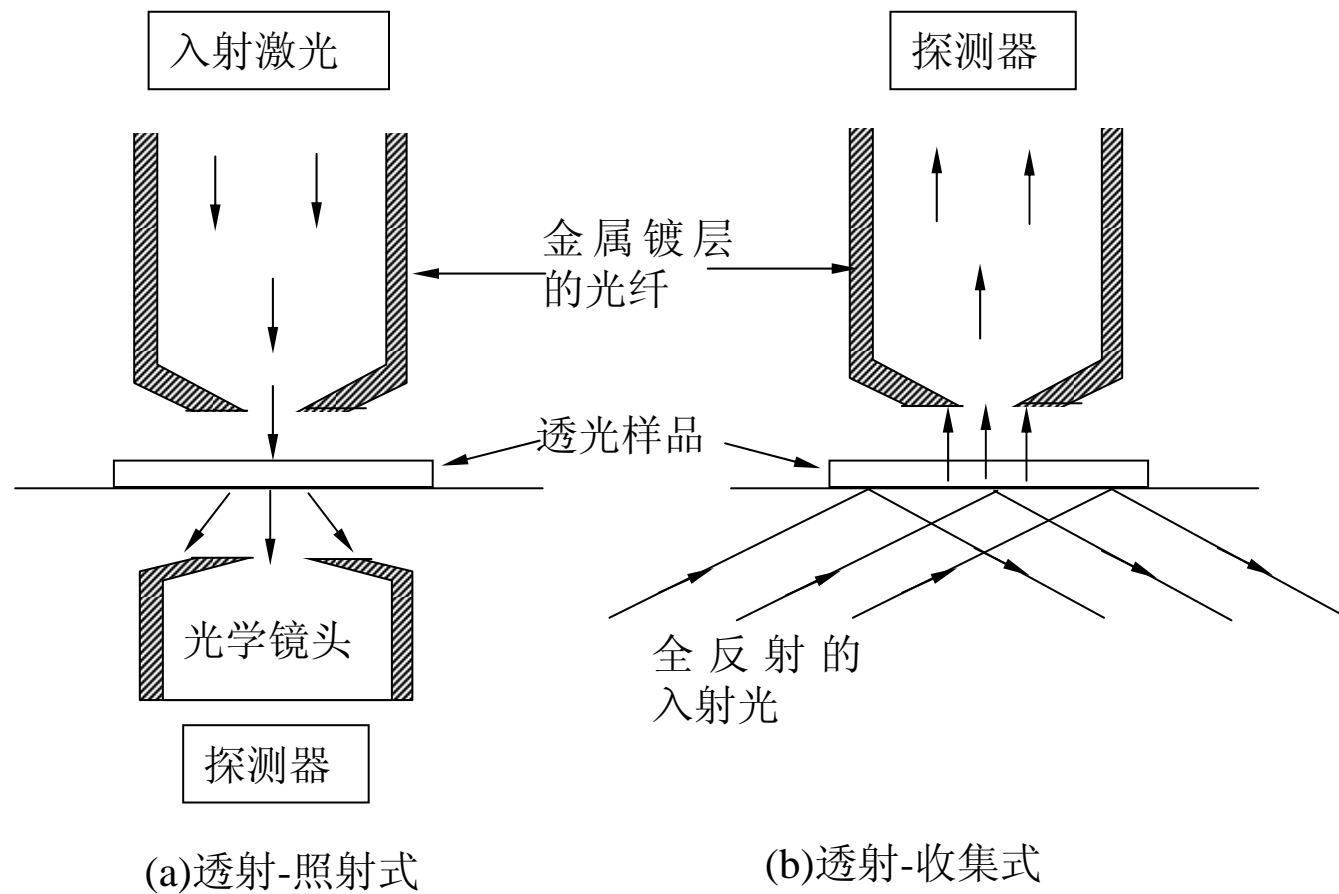 入射激光
探测器
金属镀层
的光纤
透光样品
光学镜头
全反射的
入射光
探测器
(a)透射-照射式
(b)透射-收集式